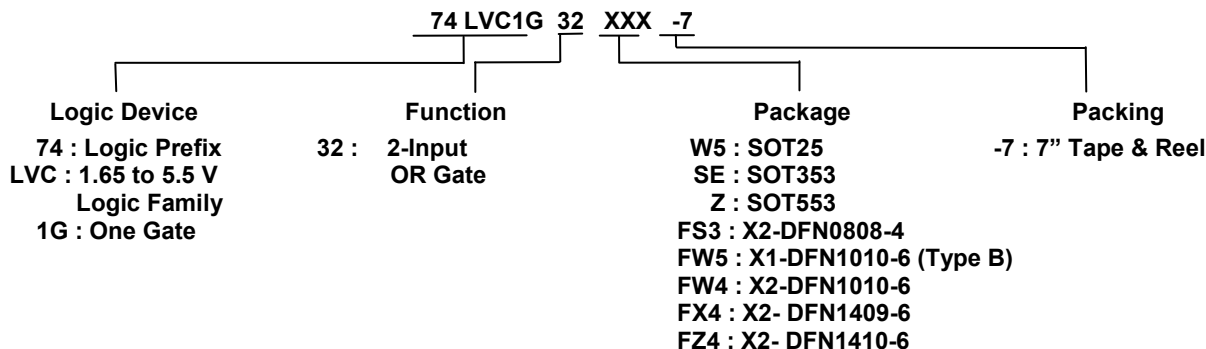 74 LVC1G 32 XXX -7
Logic Device
74 : Logic Prefix
LVC : 1.65 to 5.5 V
Logic Family
1G : One Gate
Function
32 : 2-Input
OR Gate
Package
W5 : SOT25
SE : SOT353
Z : SOT553
FS3 : X2-DFN0808-4
FW5 : X1-DFN1010-6 (Type B)
FW4 : X2-DFN1010-6
FX4 : X2- DFN1409-6
FZ4 : X2- DFN1410-6
Packing
-7 : 7” Tape & Reel